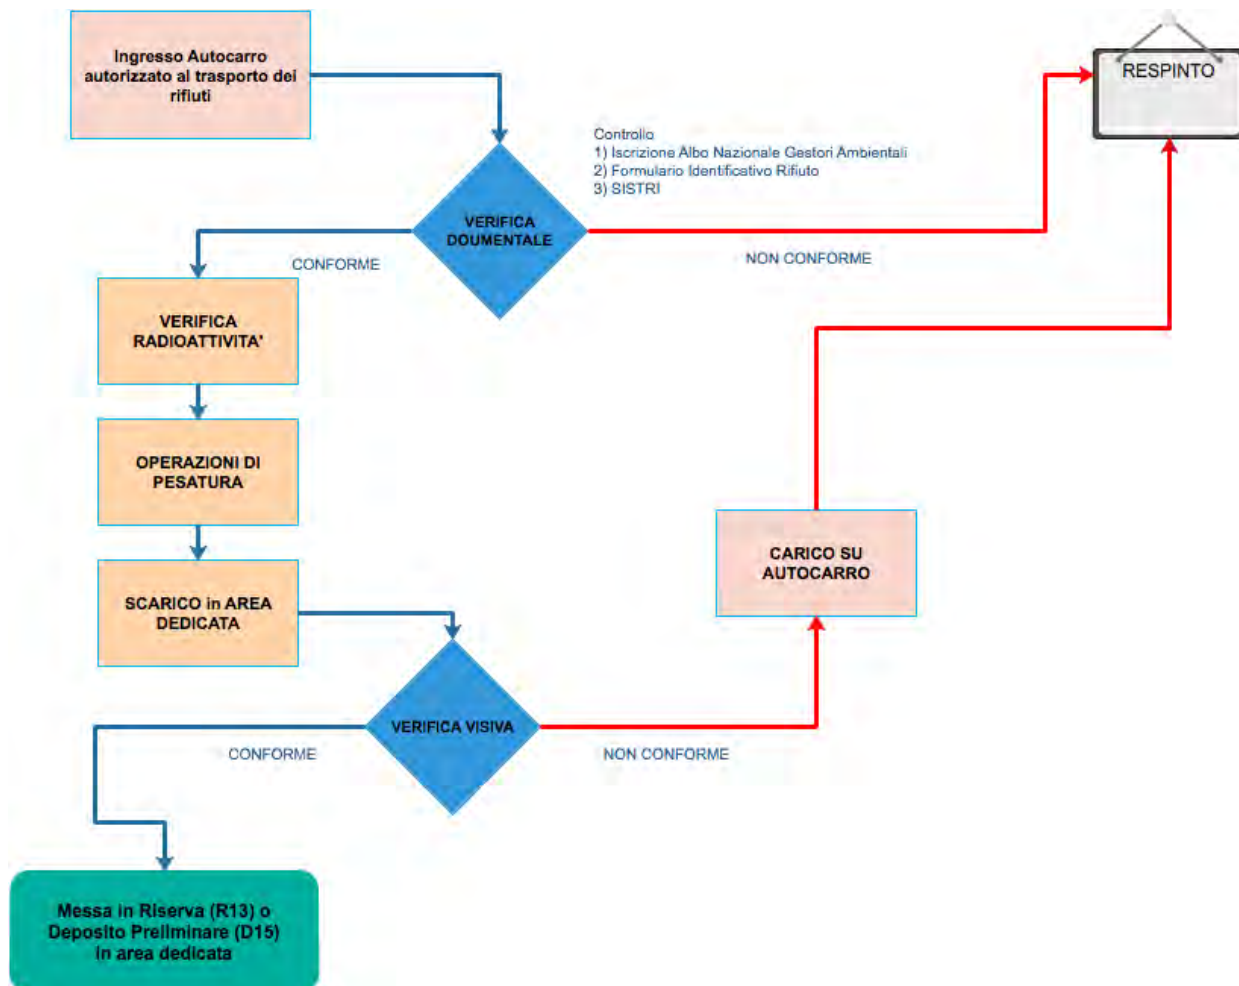 Ingresso Autocarro
autorizzato al trasporto dei
rifiuti
RESPINTO
Controllo
1) Iscrizione Albo Nazionale Gestori Ambientali
2) Formulario Identificativo Rifiuto
3) SISTRI
VERIFICA
DOUMENTALE
CONFORME
NON CONFORME
VERIFICA
RADIOATTIVITA'
OPERAZIONI DI
PESATURA
CARICO SU
AUTOCARRO
SCARICO in AREA
DEDICATA
VERIFICA VISIVA
CONFORME
NON CONFORME
Messa in Riserva (R13) o
Deposito Preliminare (D15)
in area dedicata